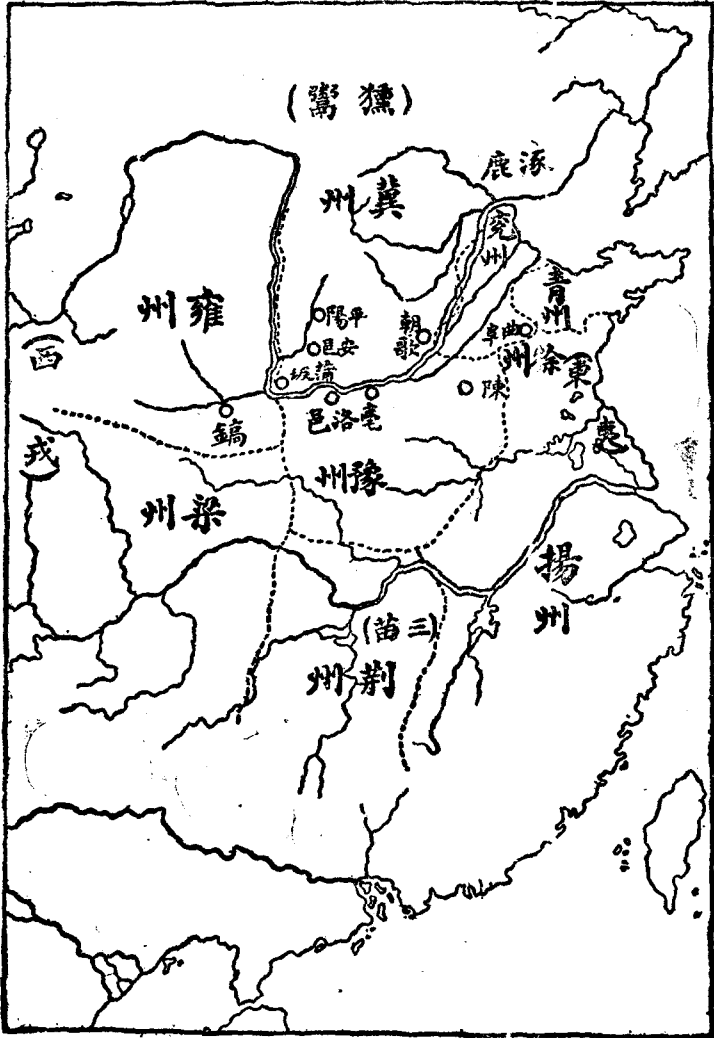 (獯鬻)
涿鹿
冀州
兗州
雍州
青州
平陽
朝歌
曲阜
安邑
徐州
(西戎)
(東夷)
蒲坂
陳
亳
洛邑
鎬
豫州
梁州
揚州
(三苗)
荆州